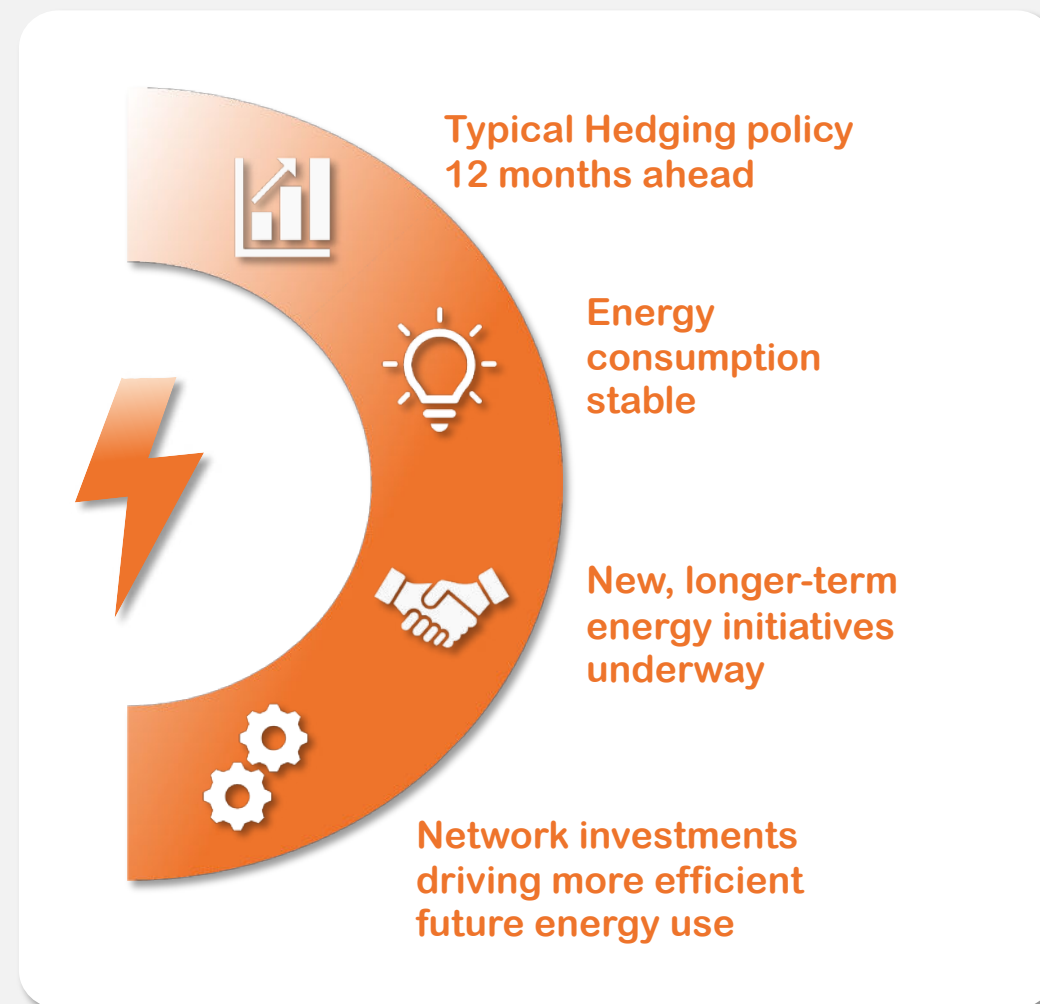 Typical Hedging policy
12 months ahead
Energy
consumption
stable
New, longer-term
energy initiatives
underway
Network investments
driving more efficient
future energy use